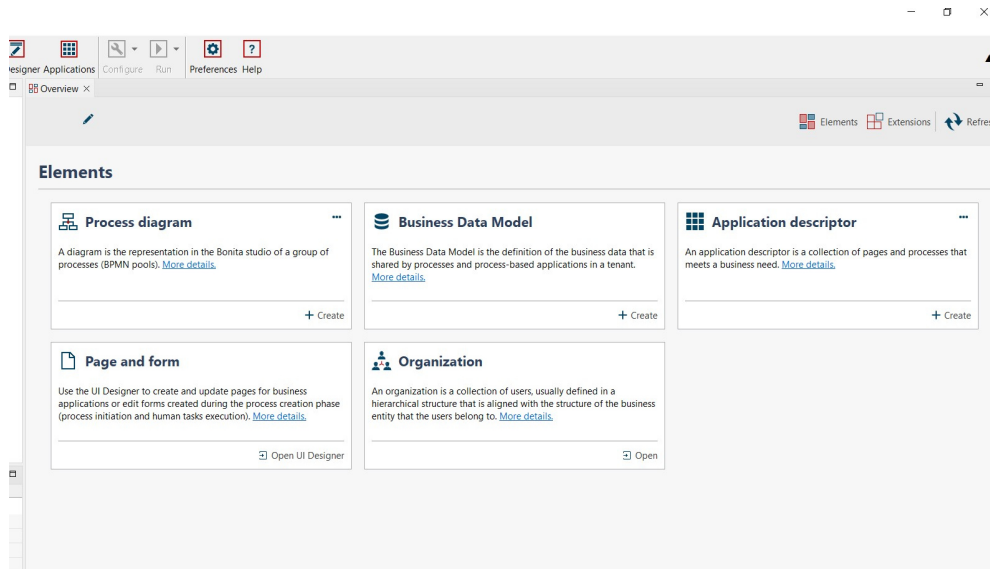 Applications Configure Run Preferences Help
Overview
Elements Extensions
Elements
Process diagram
A diagram is the representation in the Bonita studio of a group of
processes (BPMN pools). More details.
+ Create
Business Data Model
The Business Data Model is the definition of the business data that is
shared by processes and process-based applications in a tenant.
More details.
+ Create
Application descriptor
An application descriptor is a collection of pages and processes that
meets a business need. More details.
+ Create
Page and form
Use the UI Designer to create and update pages for business
applications or edit forms created during the process creation phase
(process initiation and human tasks execution). More details.
Open UI Designer
Organization
An organization is a collection of users, usually defined in a
hierarchical structure that is aligned with the structure of the business
entity that the users belong to. More details.
Open